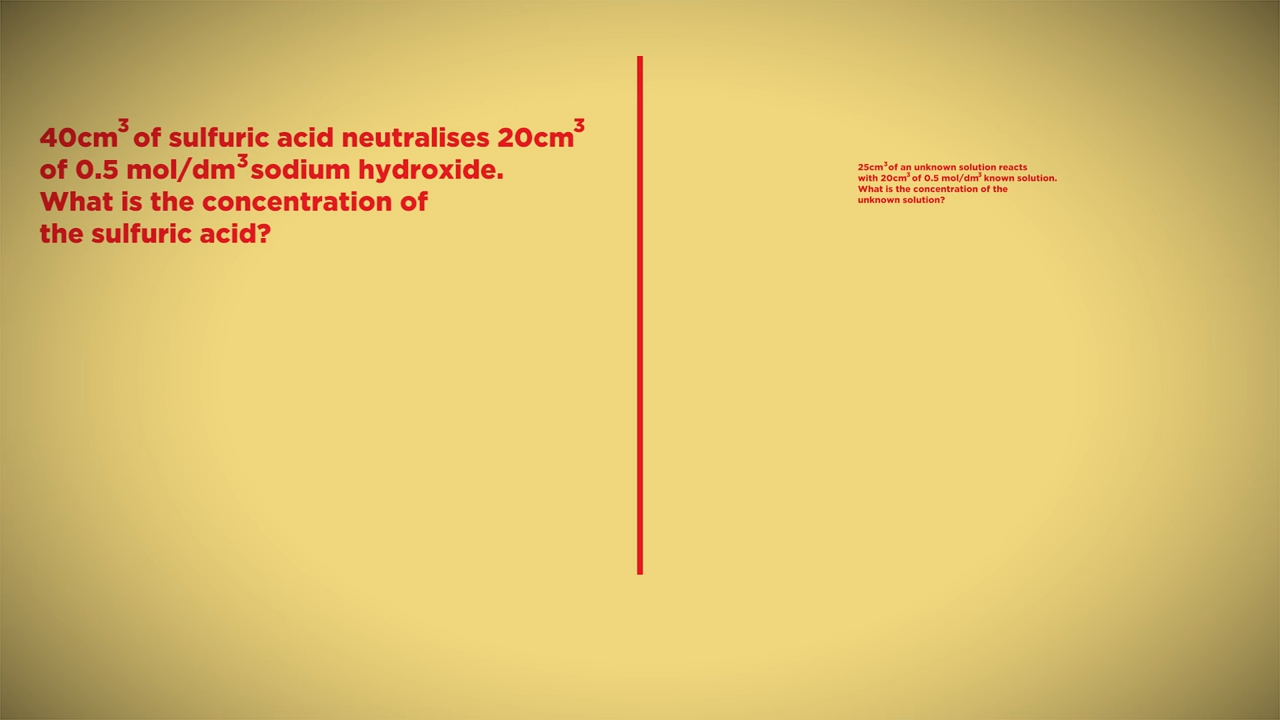 40cm³ of sulfuric acid neutralises 20cm³
of 0.5 mol/dm³ sodium hydroxide.
What is the concentration of
the sulfuric acid?
25cm³ of an unknown solution reacts
with 20cm³ of 0.5 mol/dm³ known solution.
What is the concentration of the
unknown solution?